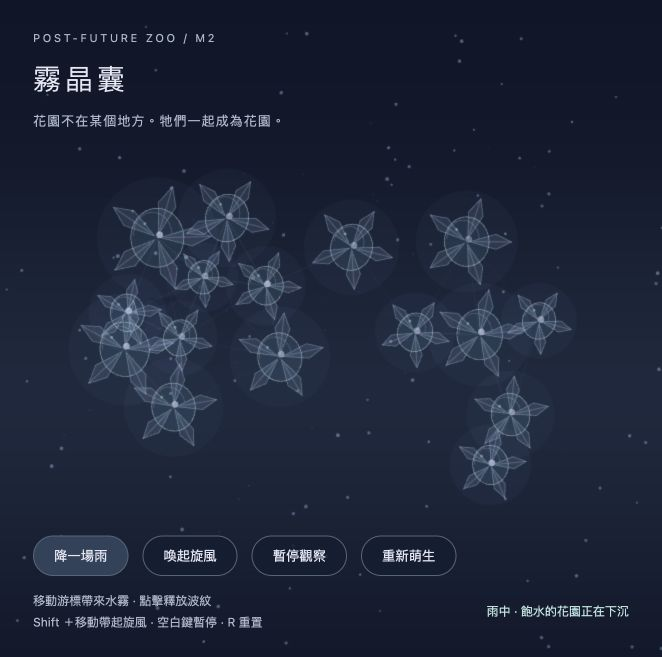 POST-FUTURE ZOO / M2
霧晶囊
花園不在某個地方。牠們一起成為花園。
降一場雨
喚起旋風
暫停觀察
重新萌生
移動游標帶來水霧 · 點擊釋放波紋
Shift ＋移動帶起旋風 · 空白鍵暫停 · R 重置
雨中 · 飽水的花園正在下沉